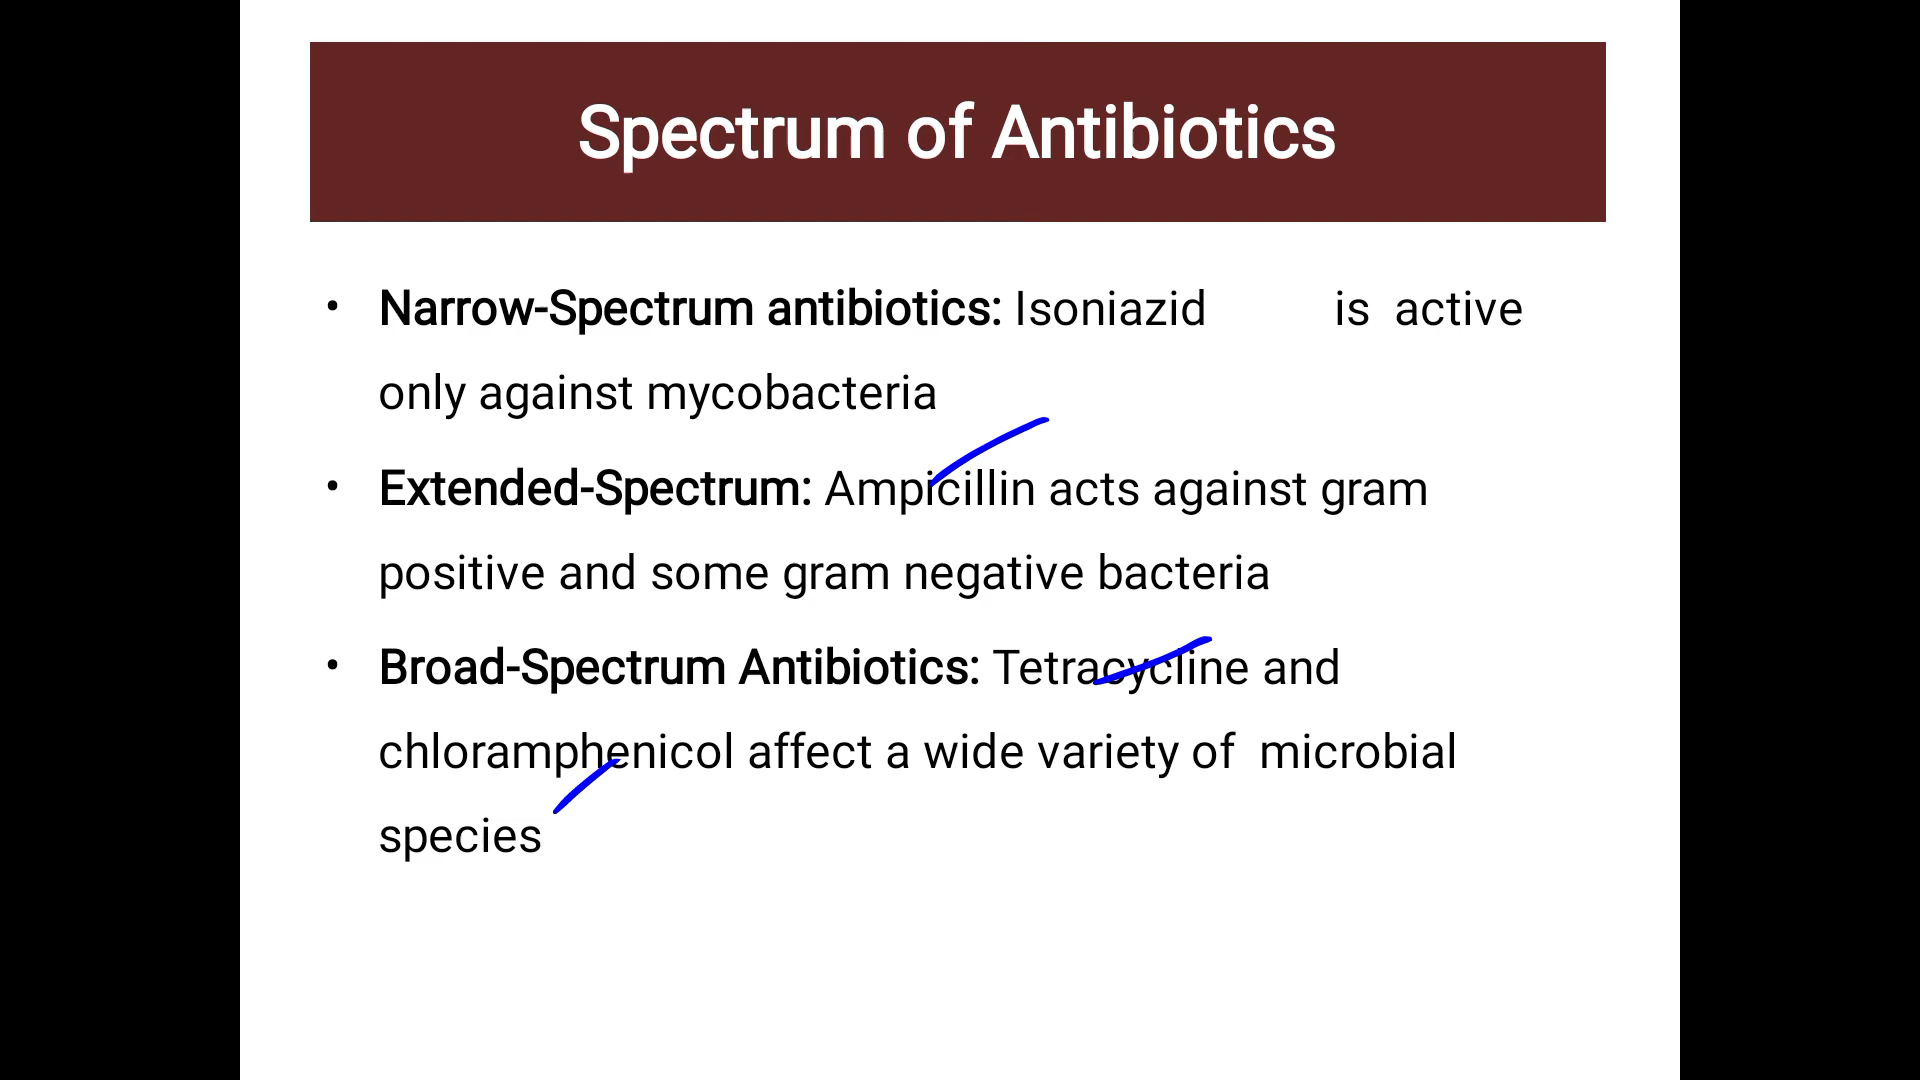 Spectrum of Antibiotics
• Narrow-Spectrum antibiotics: Isoniazid is active
only against mycobacteria
• Extended-Spectrum: Ampicillin acts against gram
positive and some gram negative bacteria
• Broad-Spectrum Antibiotics: Tetracycline and
chloramphenicol affect a wide variety of microbial
species